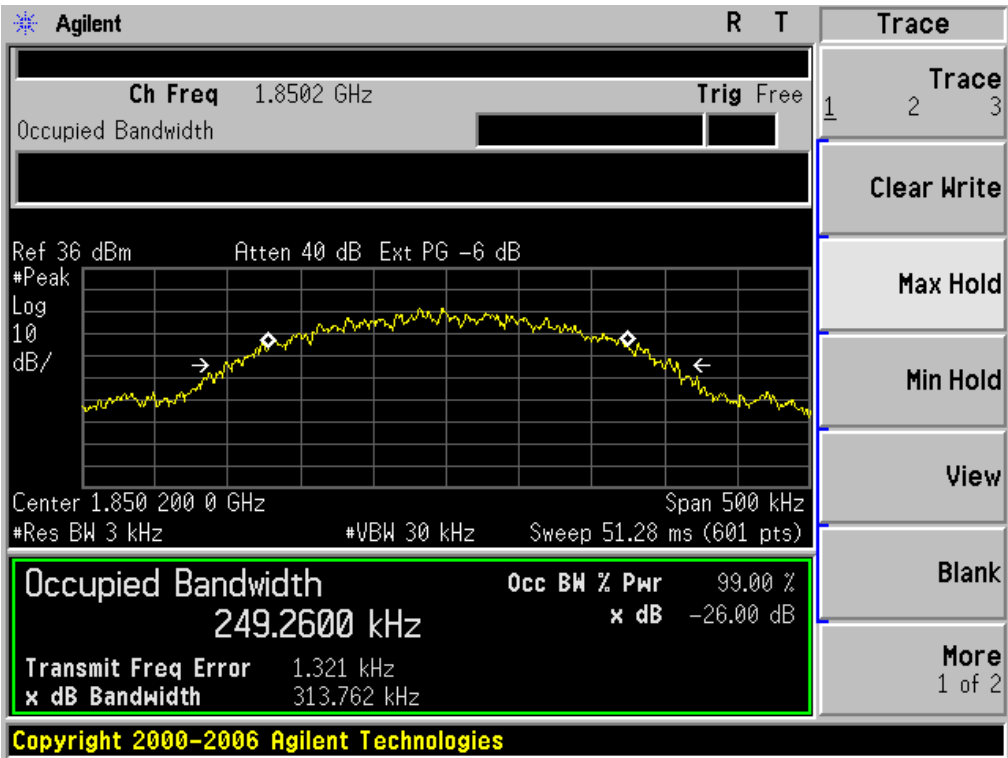 Agilent R T
Ch Freq 1.8502 GHz Trig Free
Occupied Bandwidth
Ref 36 dBm Atten 40 dB Ext PG -6 dB
#Peak
Log
10
dB/
Center 1.850 200 0 GHz Span 500 kHz
#Res BW 3 kHz #VBW 30 kHz Sweep 51.28 ms (601 pts)
Occupied Bandwidth Occ BW % Pwr 99.00 %
249.2600 kHz x dB -26.00 dB
Transmit Freq Error 1.321 kHz
x dB Bandwidth 313.762 kHz
Copyright 2000-2006 Agilent Technologies
Trace
Trace
1 2 3
Clear Write
Max Hold
Min Hold
View
Blank
More
1 of 2